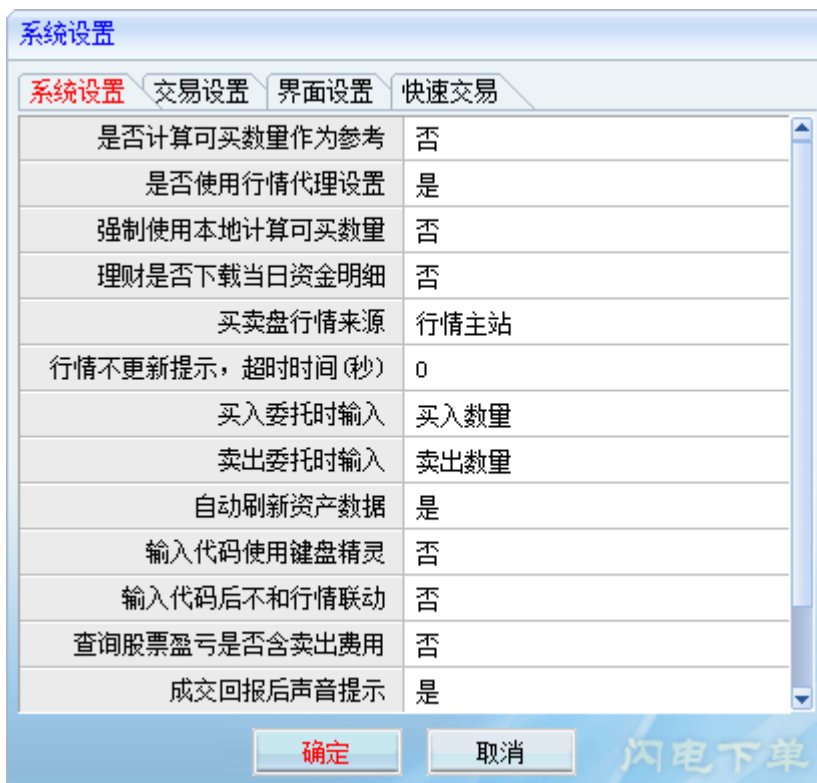 系统设置
系统设置 交易设置 界面设置 快速交易
是否计算可买数量作为参考 否
是否使用行情代理设置 是
强制使用本地计算可买数量 否
理财是否下载当日资金明细 否
买卖盘行情来源 行情主站
行情不更新提示，超时时间(秒) 0
买入委托时输入 买入数量
卖出委托时输入 卖出数量
自动刷新资产数据 是
输入代码使用键盘精灵 否
输入代码后不和行情联动 否
查询股票盈亏是否含卖出费用 否
成交回报后声音提示 是
确定 取消 闪电下单